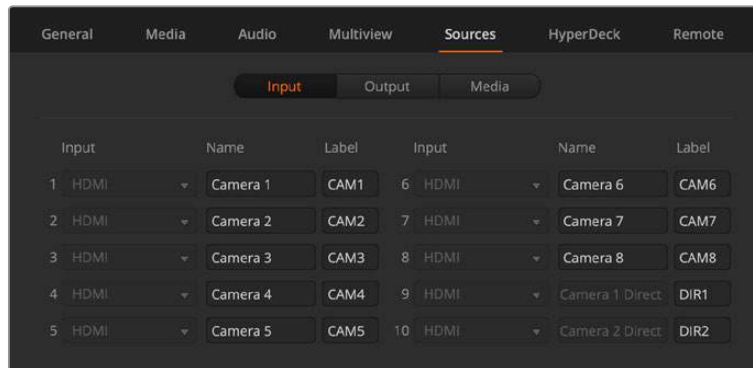 General Media Audio Multiview Sources HyperDeck Remote
Input Output Media
Input Name Label Input Name Label
1 HDMI Camera 1 CAM1 6 HDMI Camera 6 CAM6
2 HDMI Camera 2 CAM2 7 HDMI Camera 7 CAM7
3 HDMI Camera 3 CAM3 8 HDMI Camera 8 CAM8
4 HDMI Camera 4 CAM4 9 HDMI Camera 1 Direct DIR1
5 HDMI Camera 5 CAM5 10 HDMI Camera 2 Direct DIR2